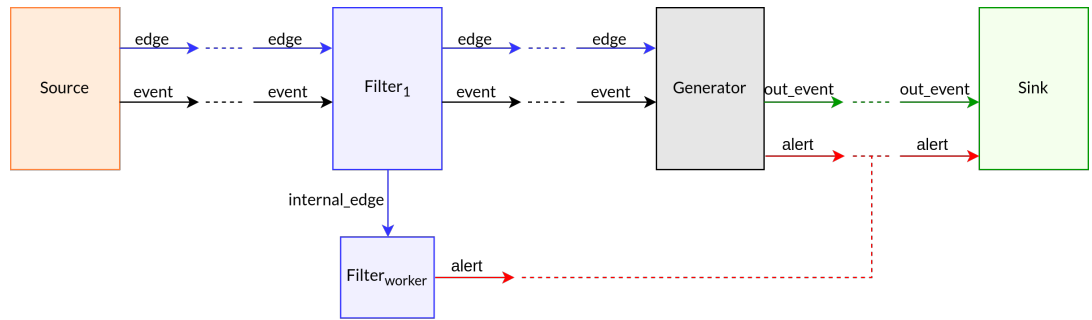 edge
edge
edge
edge
Source
Filter1
Generator
Sink
event
event
event
event
out_event
out_event
alert
alert
internal_edge
Filterworker
alert